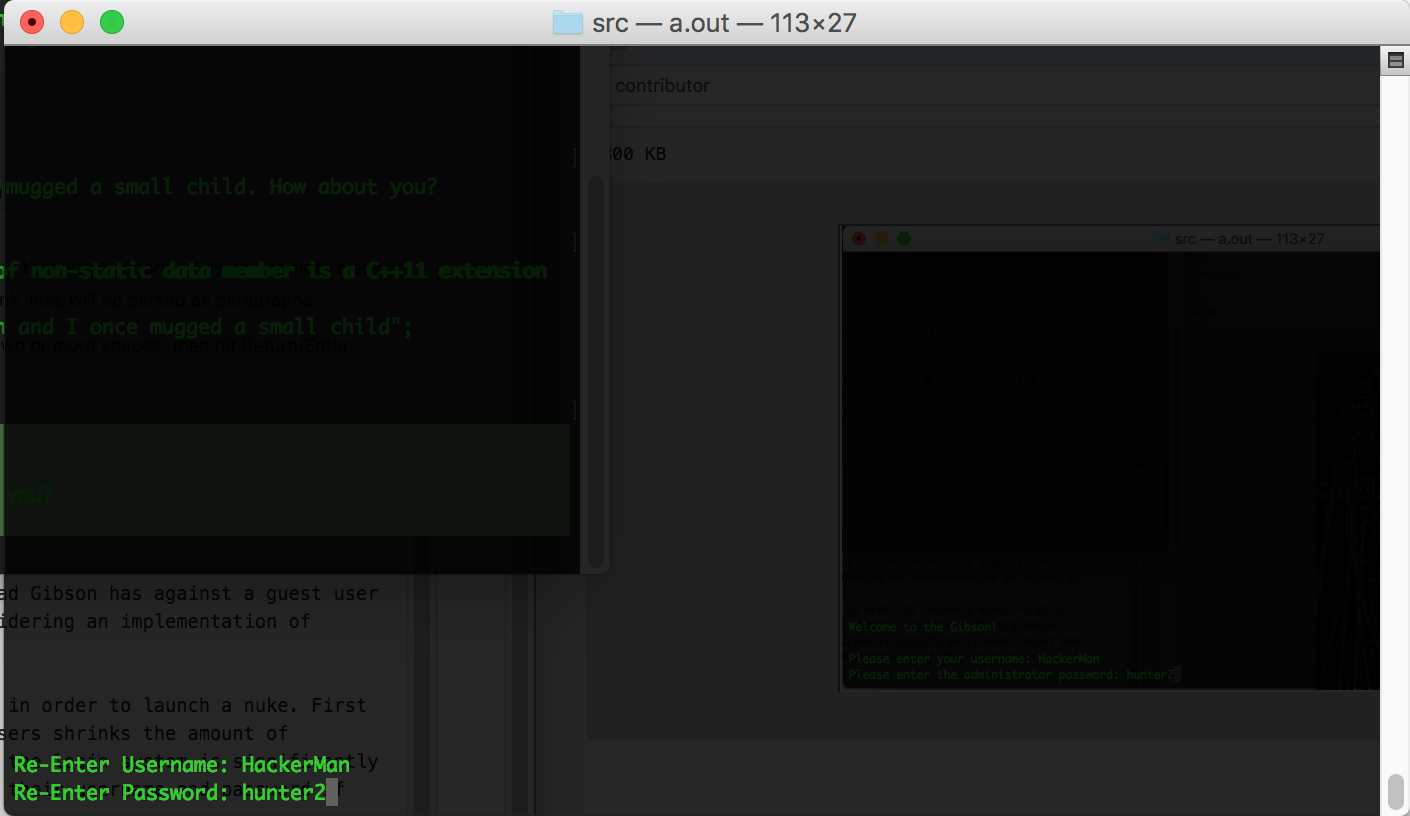 src — a.out — 113×27
contributor
00 KB
mugged a small child. How about you?
of non-static data member is a C++11 extension
nk lines will be parsed as paragraphs.
and I once mugged a small child";
two or more spaces, then hit Return/Enter.
src — a.out — 113×27
you?
ad Gibson has against a guest user
idering an implementation of
in order to launch a nuke. First
sers shrinks the amount of
Welcome to the Gibson!
Please enter your username: HackerMan
Please enter the administrator password: hunter2
Re-Enter Username: HackerMan
Re-Enter Password: hunter2